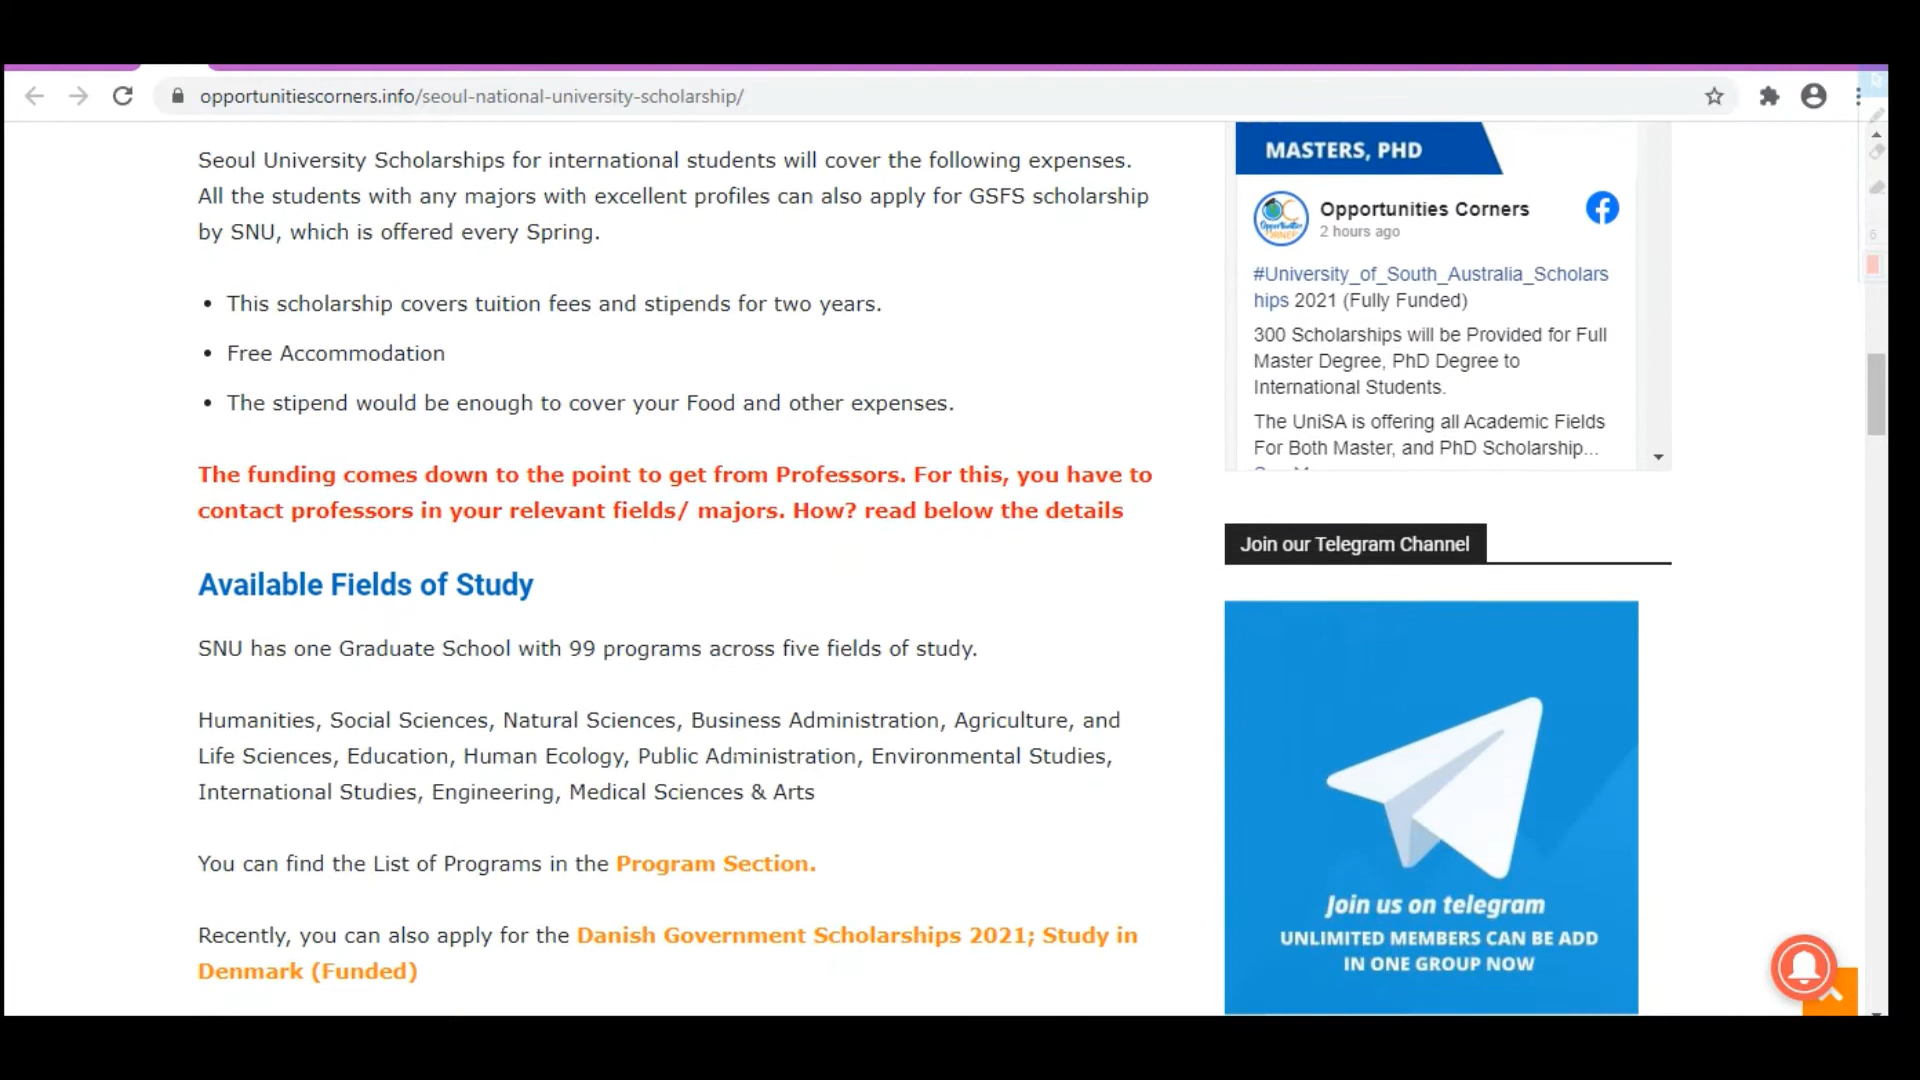 opportunitiescorners.info/seoul-national-university-scholarship/
Seoul University Scholarships for international students will cover the following expenses.
All the students with any majors with excellent profiles can also apply for GSFS scholarship
by SNU, which is offered every Spring.
• This scholarship covers tuition fees and stipends for two years.
• Free Accommodation
• The stipend would be enough to cover your Food and other expenses.
The funding comes down to the point to get from Professors. For this, you have to
contact professors in your relevant fields/ majors. How? read below the details
Available Fields of Study
SNU has one Graduate School with 99 programs across five fields of study.
Humanities, Social Sciences, Natural Sciences, Business Administration, Agriculture, and
Life Sciences, Education, Human Ecology, Public Administration, Environmental Studies,
International Studies, Engineering, Medical Sciences & Arts
You can find the List of Programs in the Program Section.
Recently, you can also apply for the Danish Government Scholarships 2021; Study in
Denmark (Funded)
MASTERS, PHD
Opportunities Corners
2 hours ago
#University_of_South_Australia_Scholars
hips 2021 (Fully Funded)
300 Scholarships will be Provided for Full
Master Degree, PhD Degree to
International Students.
The UniSA is offering all Academic Fields
For Both Master, and PhD Scholarship...
Join our Telegram Channel
Join us on telegram
UNLIMITED MEMBERS CAN BE ADD
IN ONE GROUP NOW
6